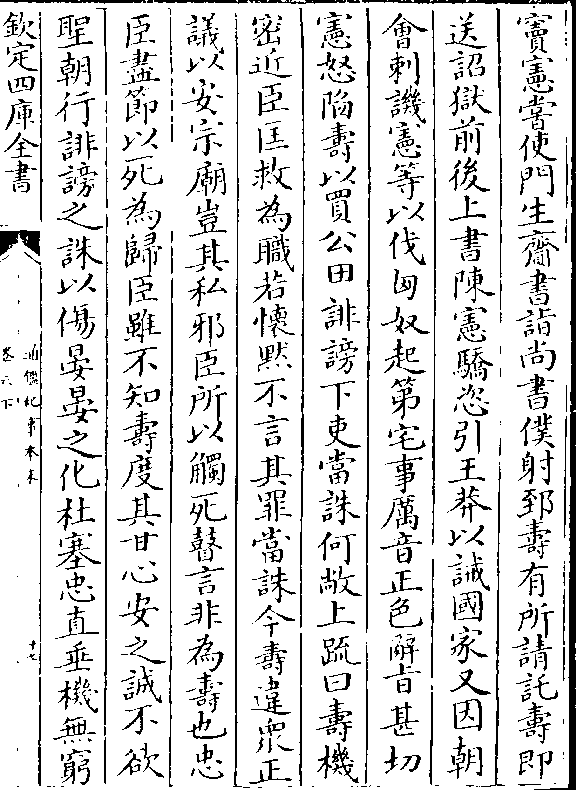 竇憲嘗使門生齎書詣尚書僕射郅壽有所請託壽即
送詔獄前後上書陳憲驕恣引王莽以誡國家又因朝
會刺譏憲等以伐匈奴起第宅事厲音正色辭旨甚切
憲怒陷壽以買公田誹謗下吏當誅何敞上疏曰壽機
密近臣匡救為職若懷黙不言其罪當誅今壽違衆正
議以安宗廟豈其私邪臣所以觸死瞽言非為壽也忠
臣盡節以死為歸臣雖不知壽度其甘心安之誠不欲
聖朝行誹謗之誅以傷晏晏之化杜塞忠直垂機無窮
欽定四庫全書
通鑑紀事本末
卷六下
十七